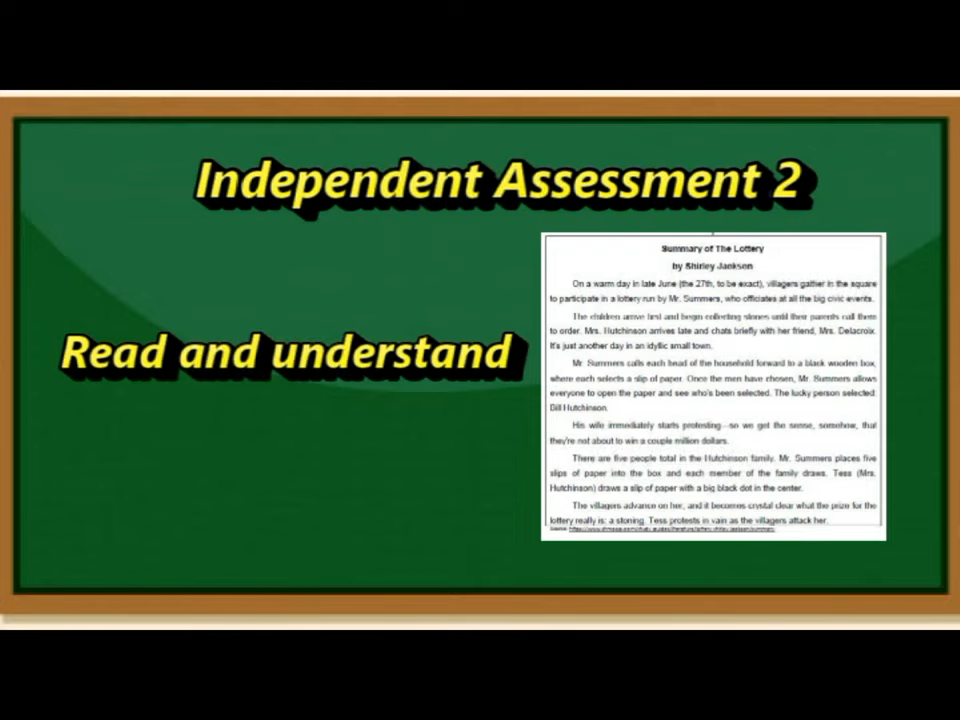 Independent Assessment 2
Read and understand
Summary of The Lottery
by Shirley Jankson
On a warm day in late June (the 27th, to be exact), villagers gather in the square
to participate in a lottery run by Mr. Summers, who officiates at all the big civic events.
The children arrive first and begin collecting stones until their parents call them
to order. Mrs. Hutchinson arrives late and chats briefly with her friend, Mrs. Delacroix.
It's just another day in an idyllic small town.
Mr. Summers calls each head of the household forward to a black wooden box,
where each selects a slip of paper. Once the men have chosen, Mr. Summers allows
everyone to open the paper and see who's been selected. The lucky person selected:
Bill Hutchinson.
His wife immediately starts protesting—so we get the sense, somehow, that
they're not about to win a couple million dollars.
There are five people total in the Hutchinson family. Mr. Summers places five
slips of paper into the box and each member of the family draws. Tess (Mrs.
Hutchinson) draws a slip of paper with a big black dot in the center.
The villagers advance on her, and it becomes crystal clear what the prize for the
lottery really is: a stoning. Tess protests in vain as the villagers attack her.
Source: